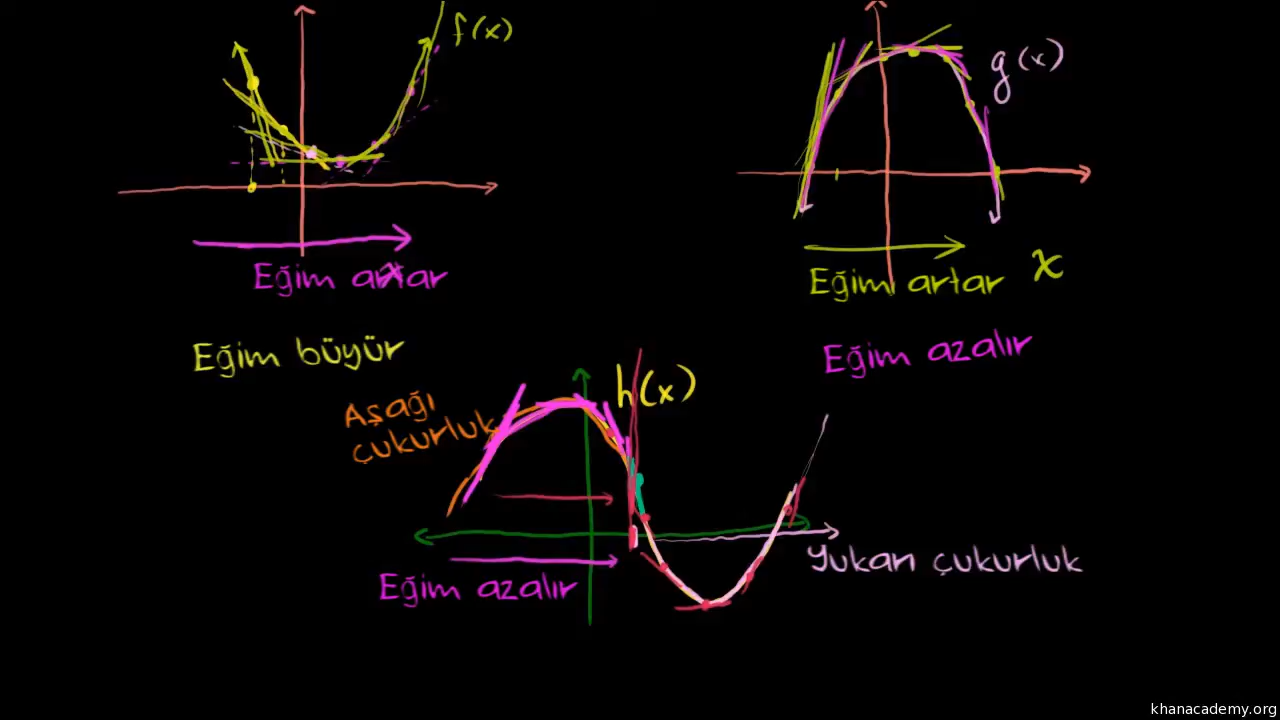 f(x)
g(x)
Eğim artar
Eğim artar x
Eğim büyür
Eğim azalır
h(x)
Aşağı
çukurluk
Yukarı çukurluk
Eğim azalır
khanacademy.org